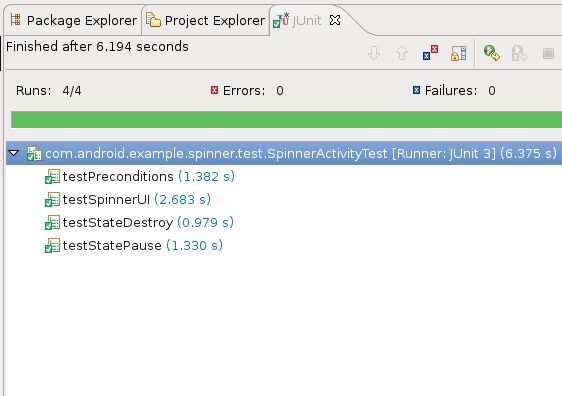 Package Explorer Project Explorer JUnit
Finished after 6.194 seconds
Runs: 4/4 Errors: 0 Failures: 0
com.android.example.spinner.test.SpinnerActivityTest [Runner: JUnit 3] (6.375 s)
testPreconditions (1.382 s)
testSpinnerUI (2.683 s)
testStateDestroy (0.979 s)
testStatePause (1.330 s)